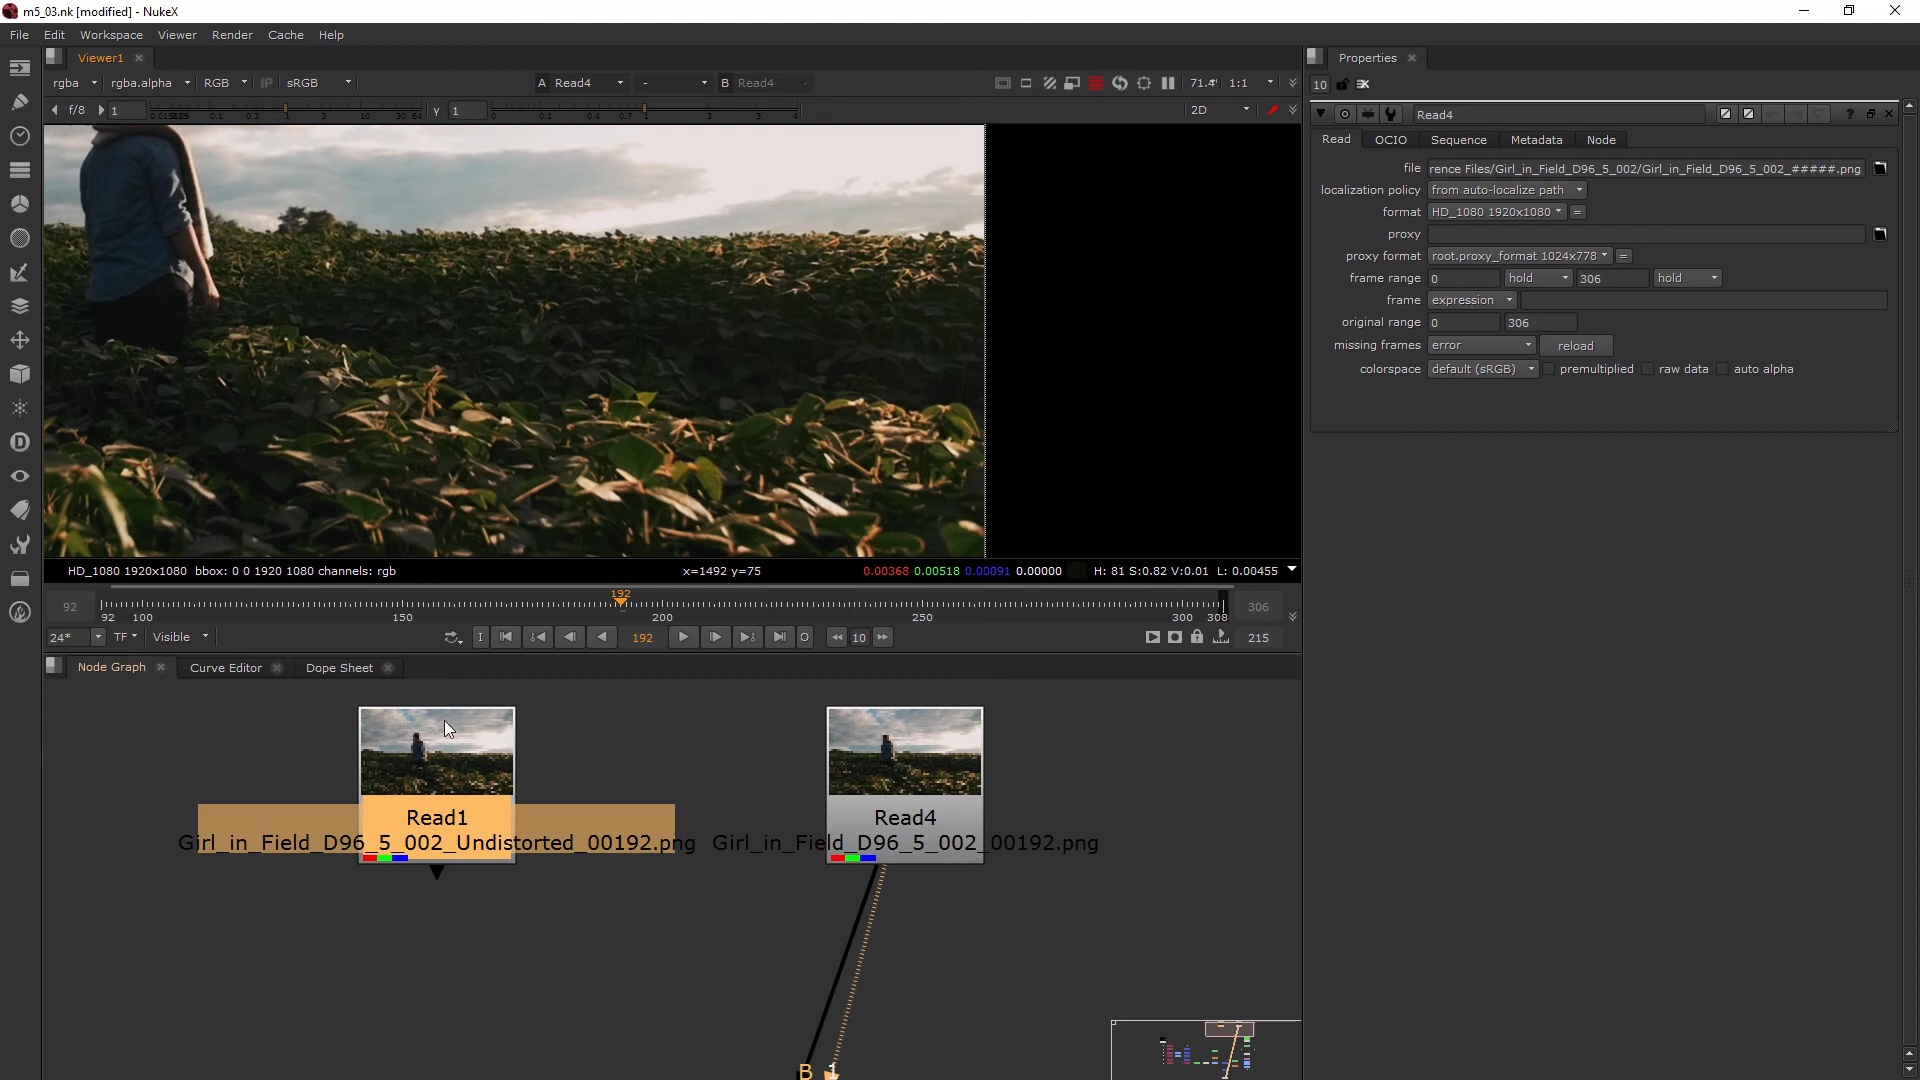 m5_03.nk [modified] - NukeX
File Edit Workspace Viewer Render Cache Help
Viewer1
rgba rgba.alpha RGB IP sRGB A Read4 - B Read4 1:1
f/8 1 Y 1 2D
HD_1080 1920x1080 bbox: 0 0 1920 1080 channels: rgb x=1492 y=75 0.00368 0.00518 0.00091 0.00000 H: 81 S:0.82 V:0.01 L: 0.00455
192
92 306
92 100 150 200 250 300 308
24* TF Visible I 192 O 10 215
Node Graph Curve Editor Dope Sheet
Read1
Girl_in_Field_D96_5_002_Undistorted_00192.png
Read4
Girl_in_Field_D96_5_002_00192.png
B 1
Properties
10
Read4
Read OCIO Sequence Metadata Node
file rence Files/Girl_in_Field_D96_5_002/Girl_in_Field_D96_5_002_#####.png
localization policy from auto-localize path
format HD_1080 1920x1080 =
proxy
proxy format root.proxy_format 1024x778 =
frame range 0 hold 306 hold
frame expression
original range 0 306
missing frames error reload
colorspace default (sRGB) premultiplied raw data auto alpha